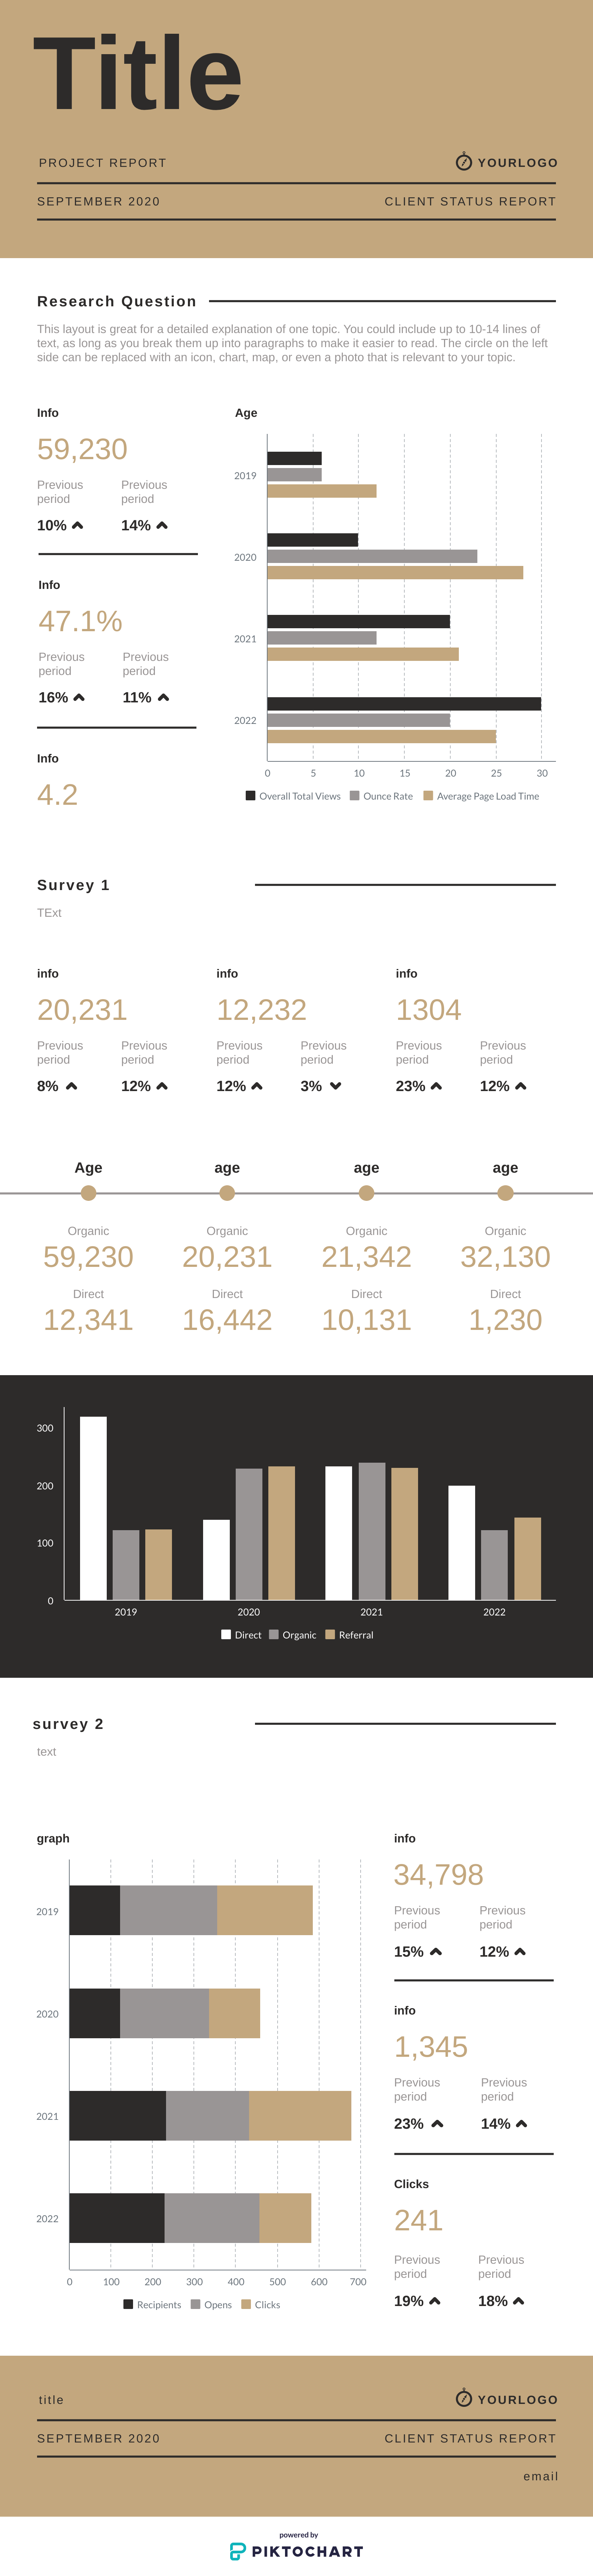 Title
PROJECT REPORT
YOURLOGO
SEPTEMBER 2020
CLIENT STATUS REPORT
Research Question
This layout is great for a detailed explanation of one topic. You could include up to 10-14 lines of
text, as long as you break them up into paragraphs to make it easier to read. The circle on the left
side can be replaced with an icon, chart, map, or even a photo that is relevant to your topic.
Info
59,230
Previous period
Previous period
10%
14%
Info
47.1%
Previous period
Previous period
16%
11%
Info
4.2
Age
2019
2020
2021
2022
0 5 10 15 20 25 30
Overall Total Views Ounce Rate Average Page Load Time
Survey 1
TExt
info
20,231
Previous period
Previous period
8%
12%
info
12,232
Previous period
Previous period
12%
3%
info
1304
Previous period
Previous period
23%
12%
Age age age age
Organic Organic Organic Organic
59,230 20,231 21,342 32,130
Direct Direct Direct Direct
12,341 16,442 10,131 1,230
300
200
100
0
2019 2020 2021 2022
Direct Organic Referral
survey 2
text
graph
2019
2020
2021
2022
0 100 200 300 400 500 600 700
Recipients Opens Clicks
info
34,798
Previous period
Previous period
15%
12%
info
1,345
Previous period
Previous period
23%
14%
Clicks
241
Previous period
Previous period
19%
18%
title
YOURLOGO
SEPTEMBER 2020
CLIENT STATUS REPORT
email
powered by
PIKTOCHART